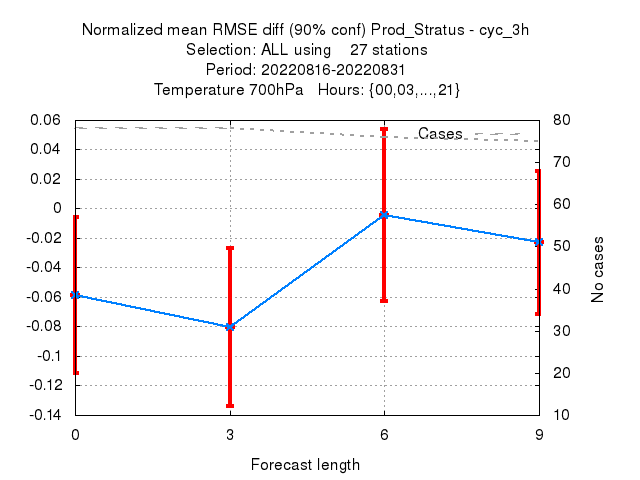 Normalized mean RMSE diff (90% conf) Prod_Stratus - cyc_3h
Selection: ALL using    27 stations
Period: 20220816-20220831
Temperature 700hPa   Hours: {00,03,...,21}
Cases
0.06
0.04
0.02
0
-0.02
-0.04
-0.06
-0.08
-0.1
-0.12
-0.14
80
70
60
50
40
30
20
10
No cases
0 3 6 9
Forecast length